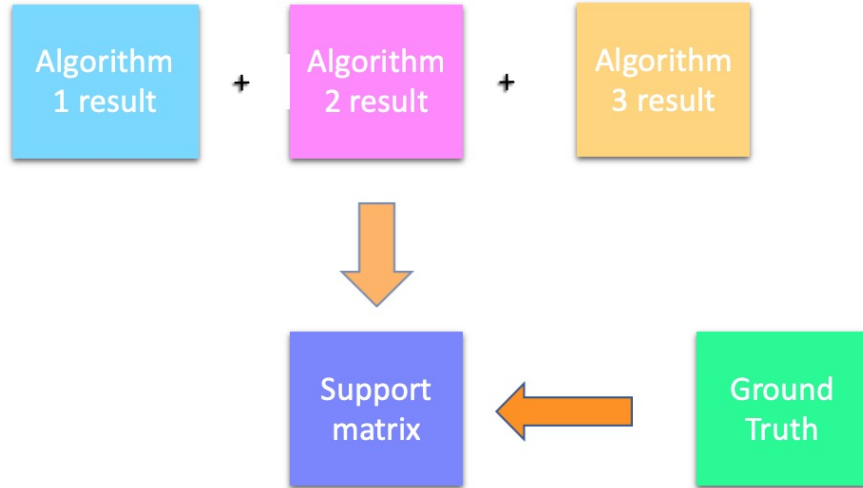 Algorithm
1 result
+
Algorithm
2 result
+
Algorithm
3 result
Support
matrix
Ground
Truth